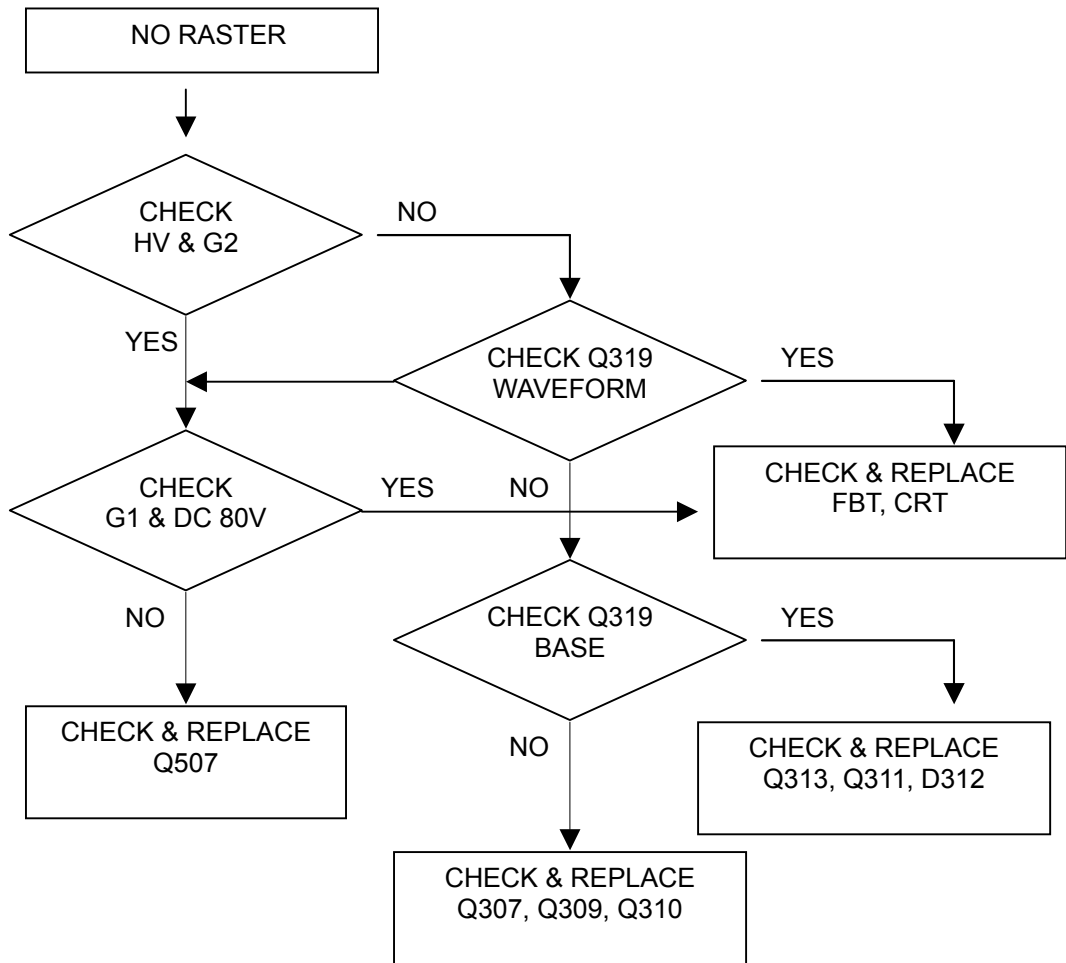 NO RASTER
CHECK
HV & G2
NO
YES
CHECK Q319
WAVEFORM
YES
CHECK
G1 & DC 80V
YES
NO
CHECK & REPLACE
FBT, CRT
NO
CHECK Q319
BASE
YES
CHECK & REPLACE
Q507
NO
CHECK & REPLACE
Q313, Q311, D312
CHECK & REPLACE
Q307, Q309, Q310